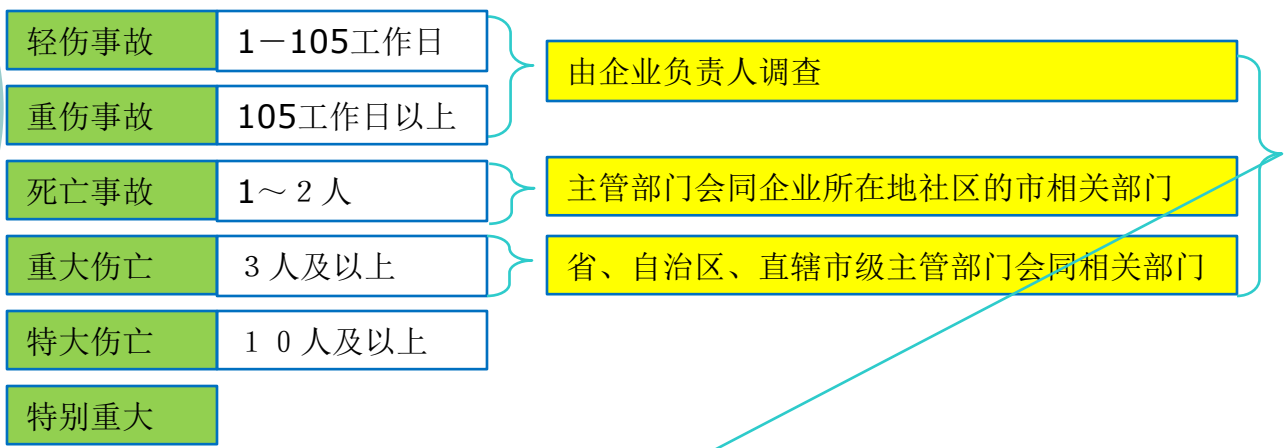 轻伤事故 1－105工作日
由企业负责人调查
重伤事故 105工作日以上
死亡事故 1～２人 主管部门会同企业所在地社区的市相关部门
重大伤亡 ３人及以上 省、自治区、直辖市级主管部门会同相关部门
特大伤亡 １０人及以上
特别重大